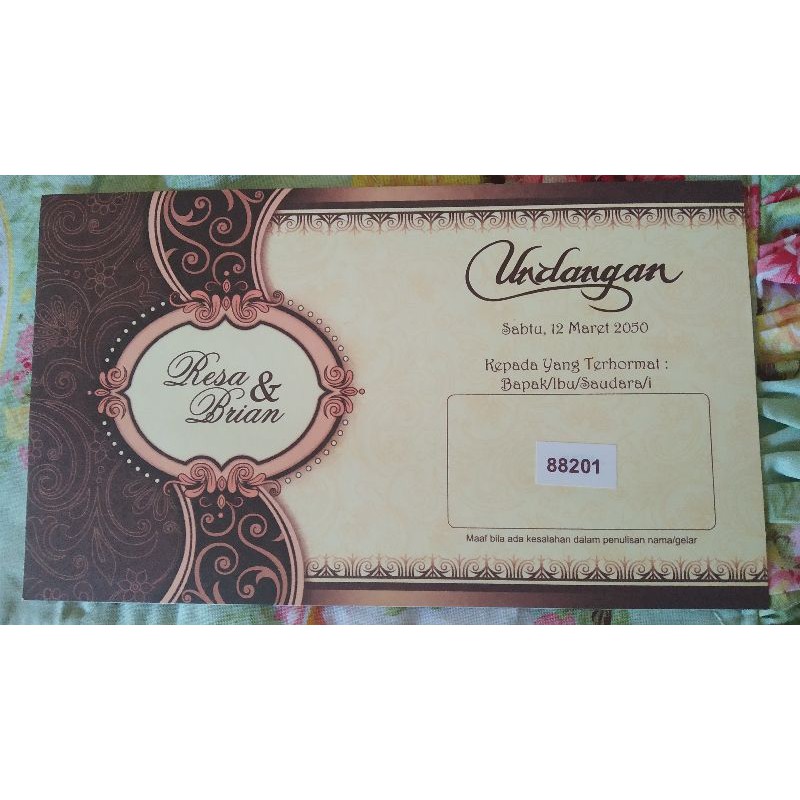 Resa
&
Brian
Undangan
Sabtu, 12 Maret 2050
Kepada Yang Terhormat :
Bapak/Ibu/Saudara/i
88201
Maaf bila ada kesalahan dalam penulisan nama/gelar